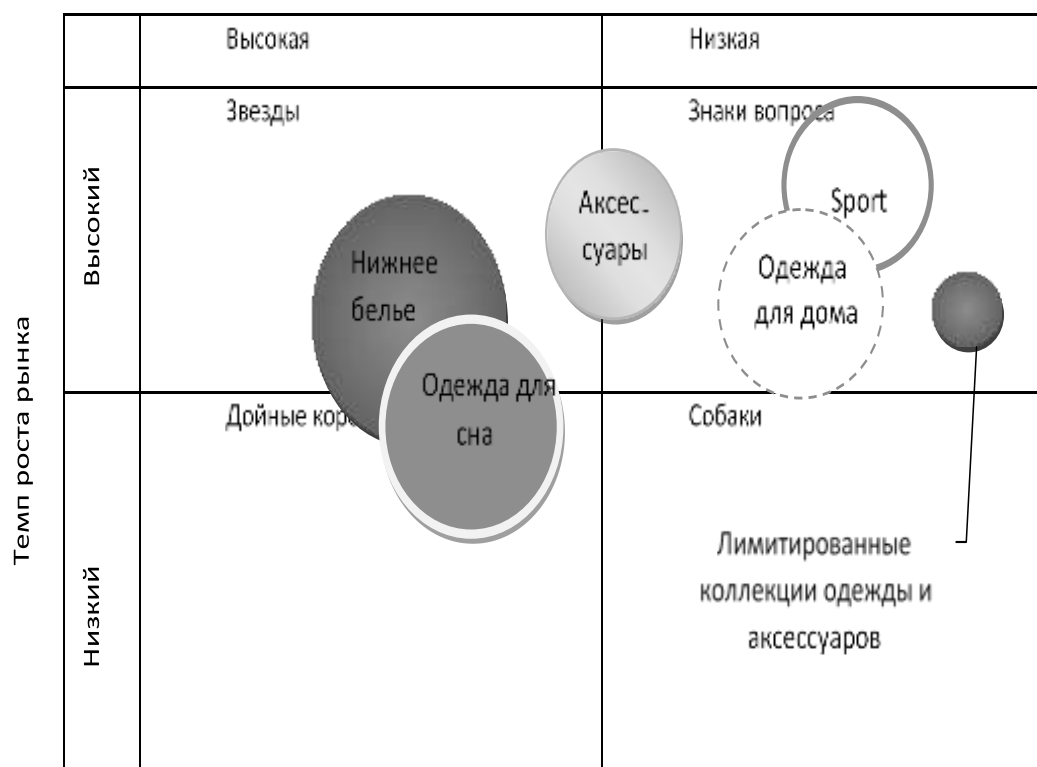 Высокая
Низкая
Темп роста рынка
Высокий
Звезды
Знаки вопроса
Аксес-
суары
Sport
Нижнее
белье
Одежда
для дома
Одежда для
сна
Низкий
Дойные
Собаки
Лимитированные
коллекции одежды и
аксессуаров